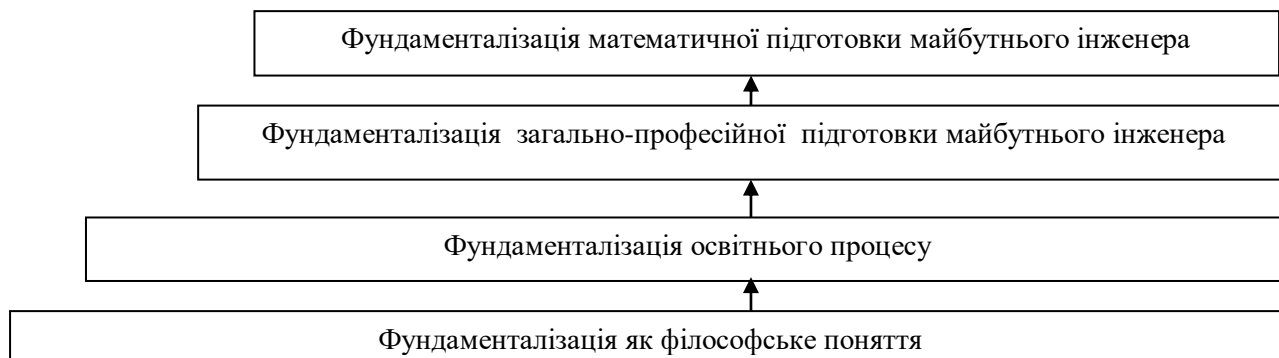 Фундаменталізація математичної підготовки майбутнього інженера
Фундаменталізація загально-професійної підготовки майбутнього інженера
Фундаменталізація освітнього процесу
Фундаменталізація як філософське поняття